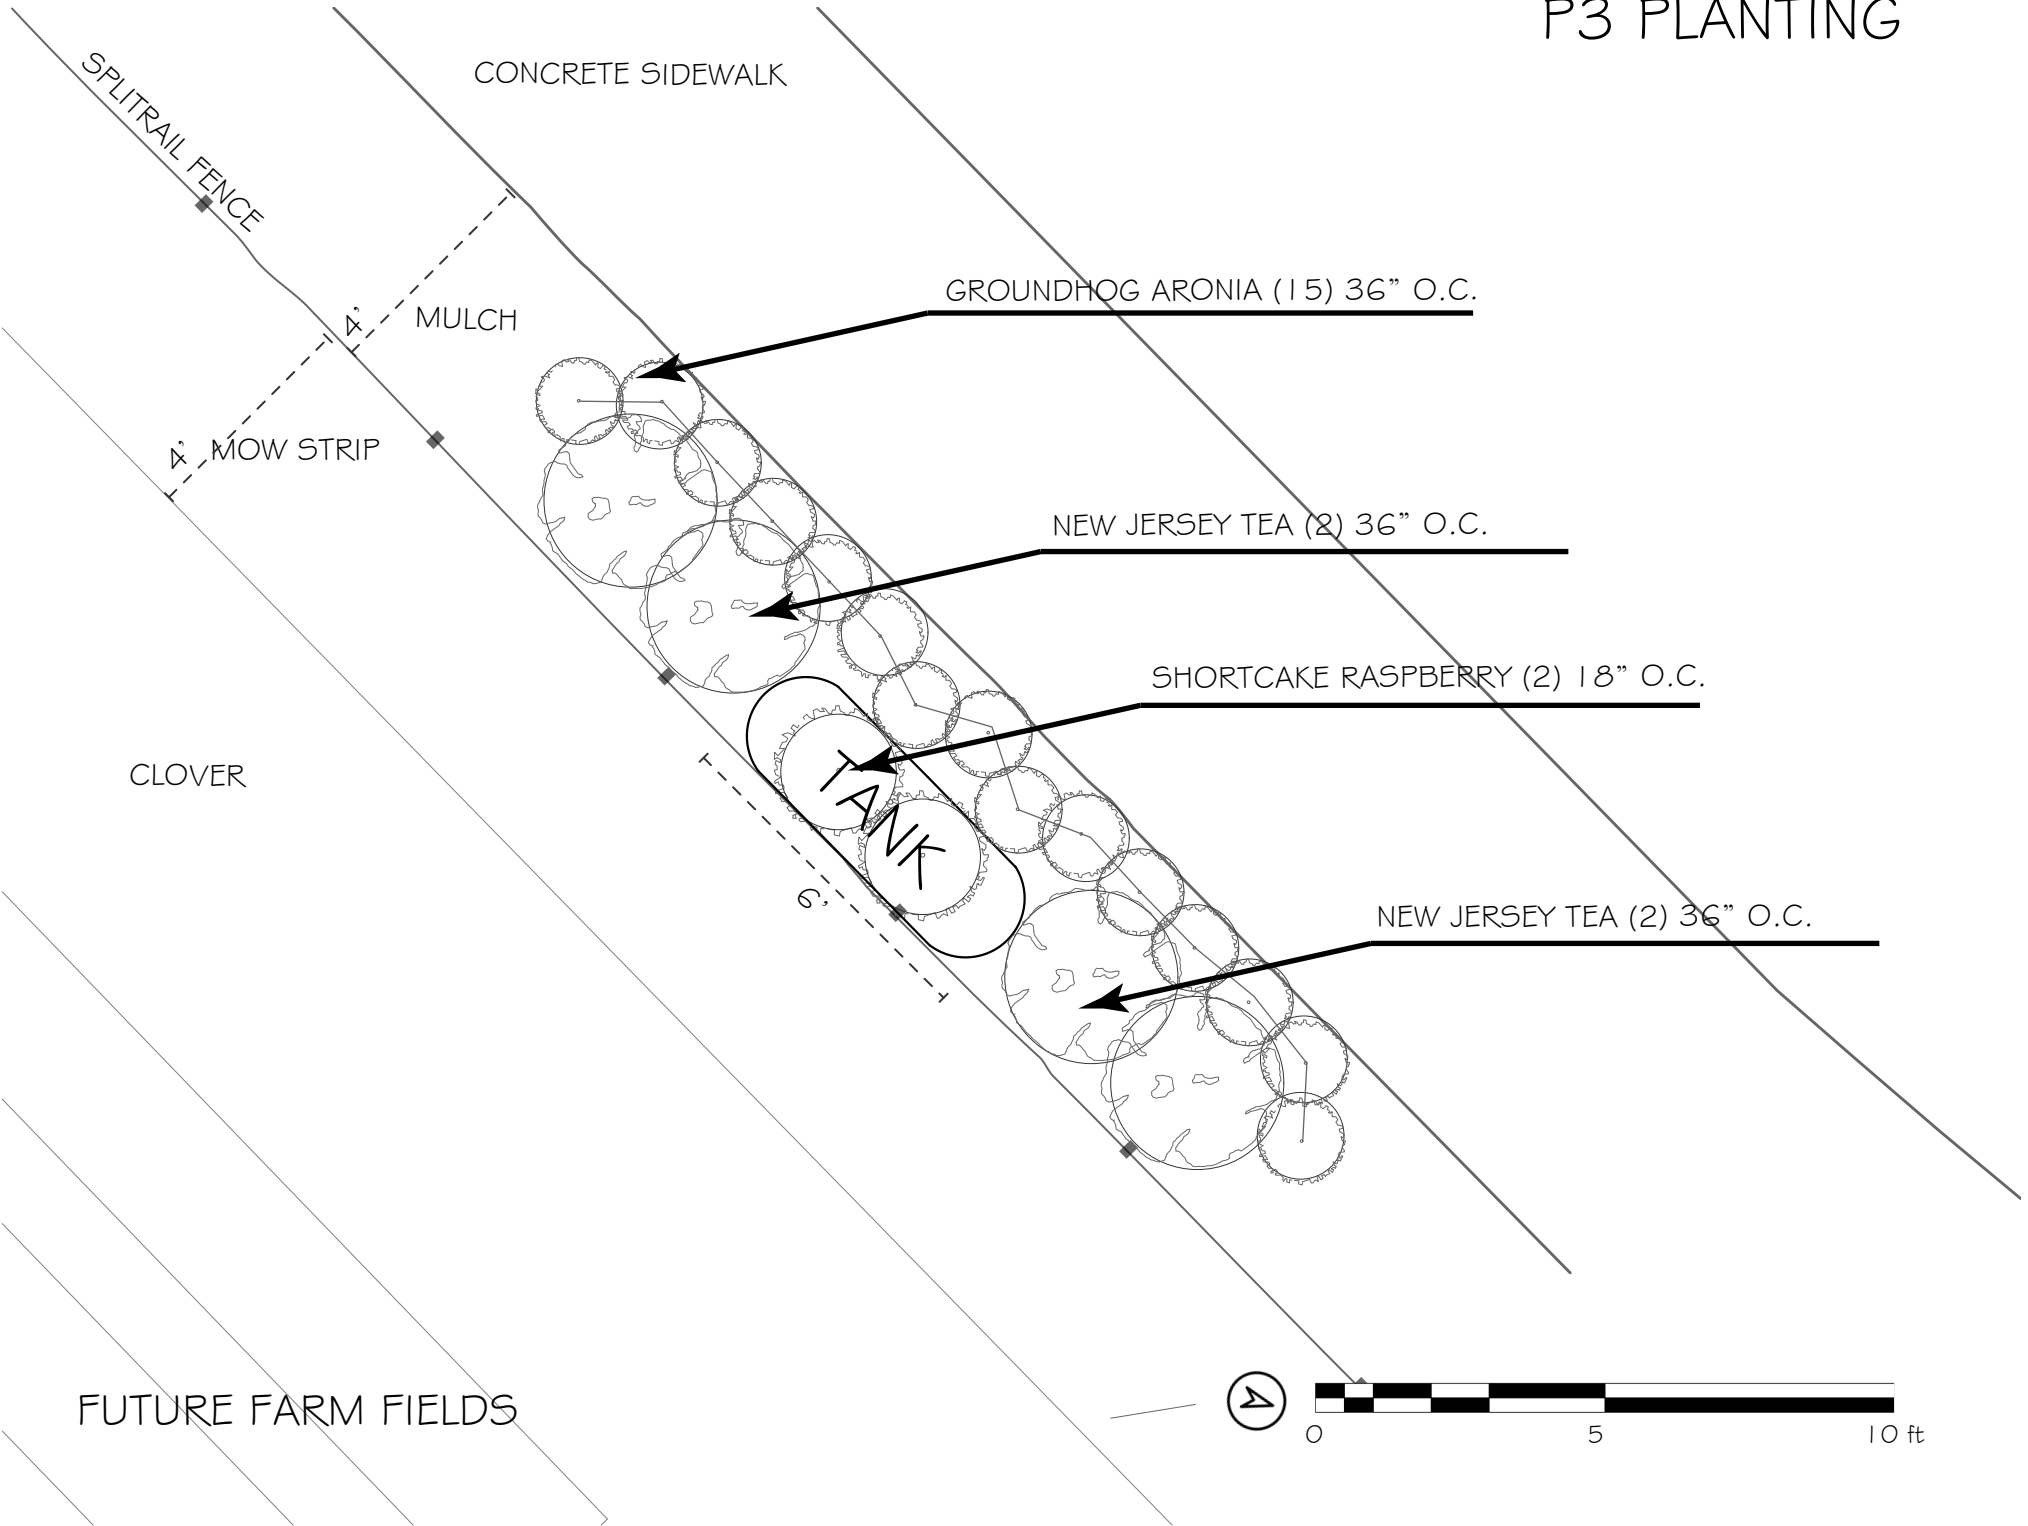 P3 PLANTING
CONCRETE SIDEWALK
SPLITRAIL FENCE
GROUNDHOG ARONIA (15) 36” O.C.
4’
MULCH
4’
MOW STRIP
NEW JERSEY TEA (2) 36” O.C.
SHORTCAKE RASPBERRY (2) 18” O.C.
CLOVER
TANK
6’
NEW JERSEY TEA (2) 36” O.C.
FUTURE FARM FIELDS
0 5 10 ft